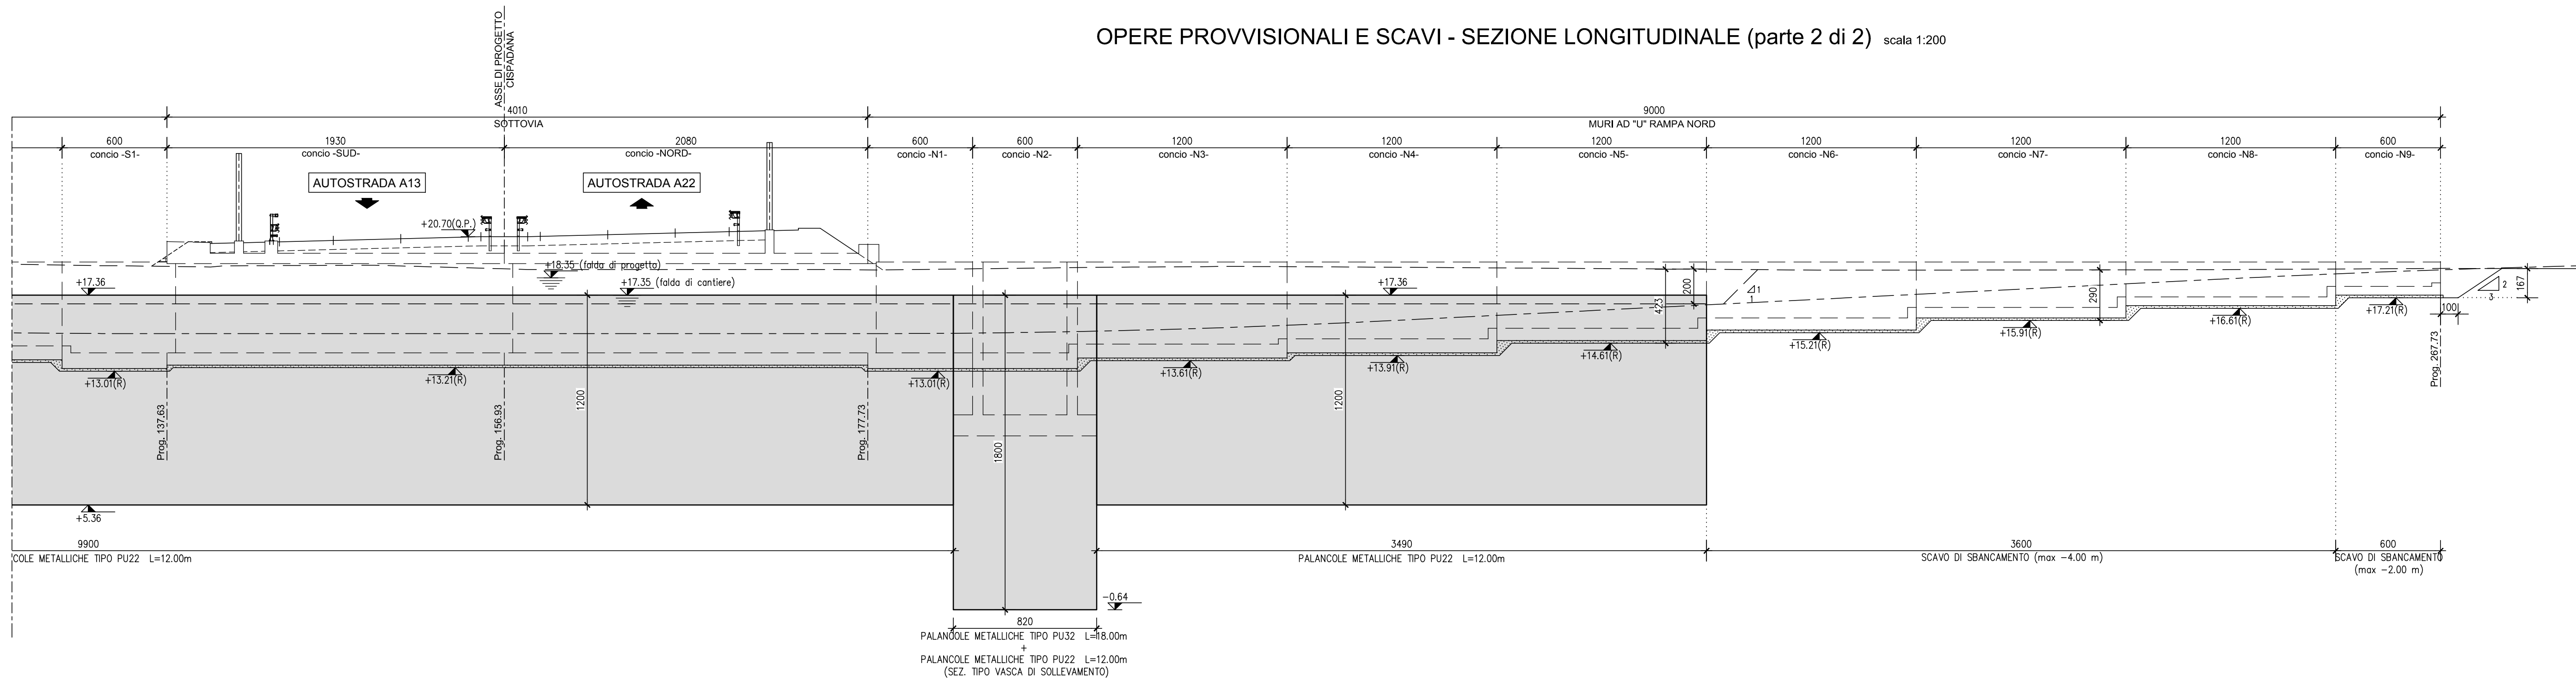 OPERE PROVVISIONALI E SCAVI - SEZIONE LONGITUDINALE (parte 2 di 2) scala 1:200
ASSE DI PROGETTO
CISPADANA
4010
SOTTOVIA
9000
MURI AD "U" RAMPA NORD
600
concio -S1-
1930
concio -SUD-
2080
concio -NORD-
600
concio -N1-
600
concio -N2-
1200
concio -N3-
1200
concio -N4-
1200
concio -N5-
1200
concio -N6-
1200
concio -N7-
1200
concio -N8-
600
concio -N9-
AUTOSTRADA A13
AUTOSTRADA A22
+20.70(Q.P.)
+18.35 (falda di progetto)
+17.36
+17.35 (falda di cantiere)
+17.36
423
200
1
1
290
2
3
167
100
+13.01(R)
+13.21(R)
+13.01(R)
+13.61(R)
+13.91(R)
+14.61(R)
+15.21(R)
+15.91(R)
+16.61(R)
+17.21(R)
Prog. 137.63
Prog. 156.93
Prog. 177.73
Prog. 267.73
1200
1800
1200
+5.36
-0.64
9900
COLE METALLICHE TIPO PU22 L=12.00m
3490
PALANCOLE METALLICHE TIPO PU22 L=12.00m
3600
SCAVO DI SBANCAMENTO (max -4.00 m)
600
SCAVO DI SBANCAMENTO
(max -2.00 m)
820
PALANCOLE METALLICHE TIPO PU32 L=18.00m
+
PALANCOLE METALLICHE TIPO PU22 L=12.00m
(SEZ. TIPO VASCA DI SOLLEVAMENTO)